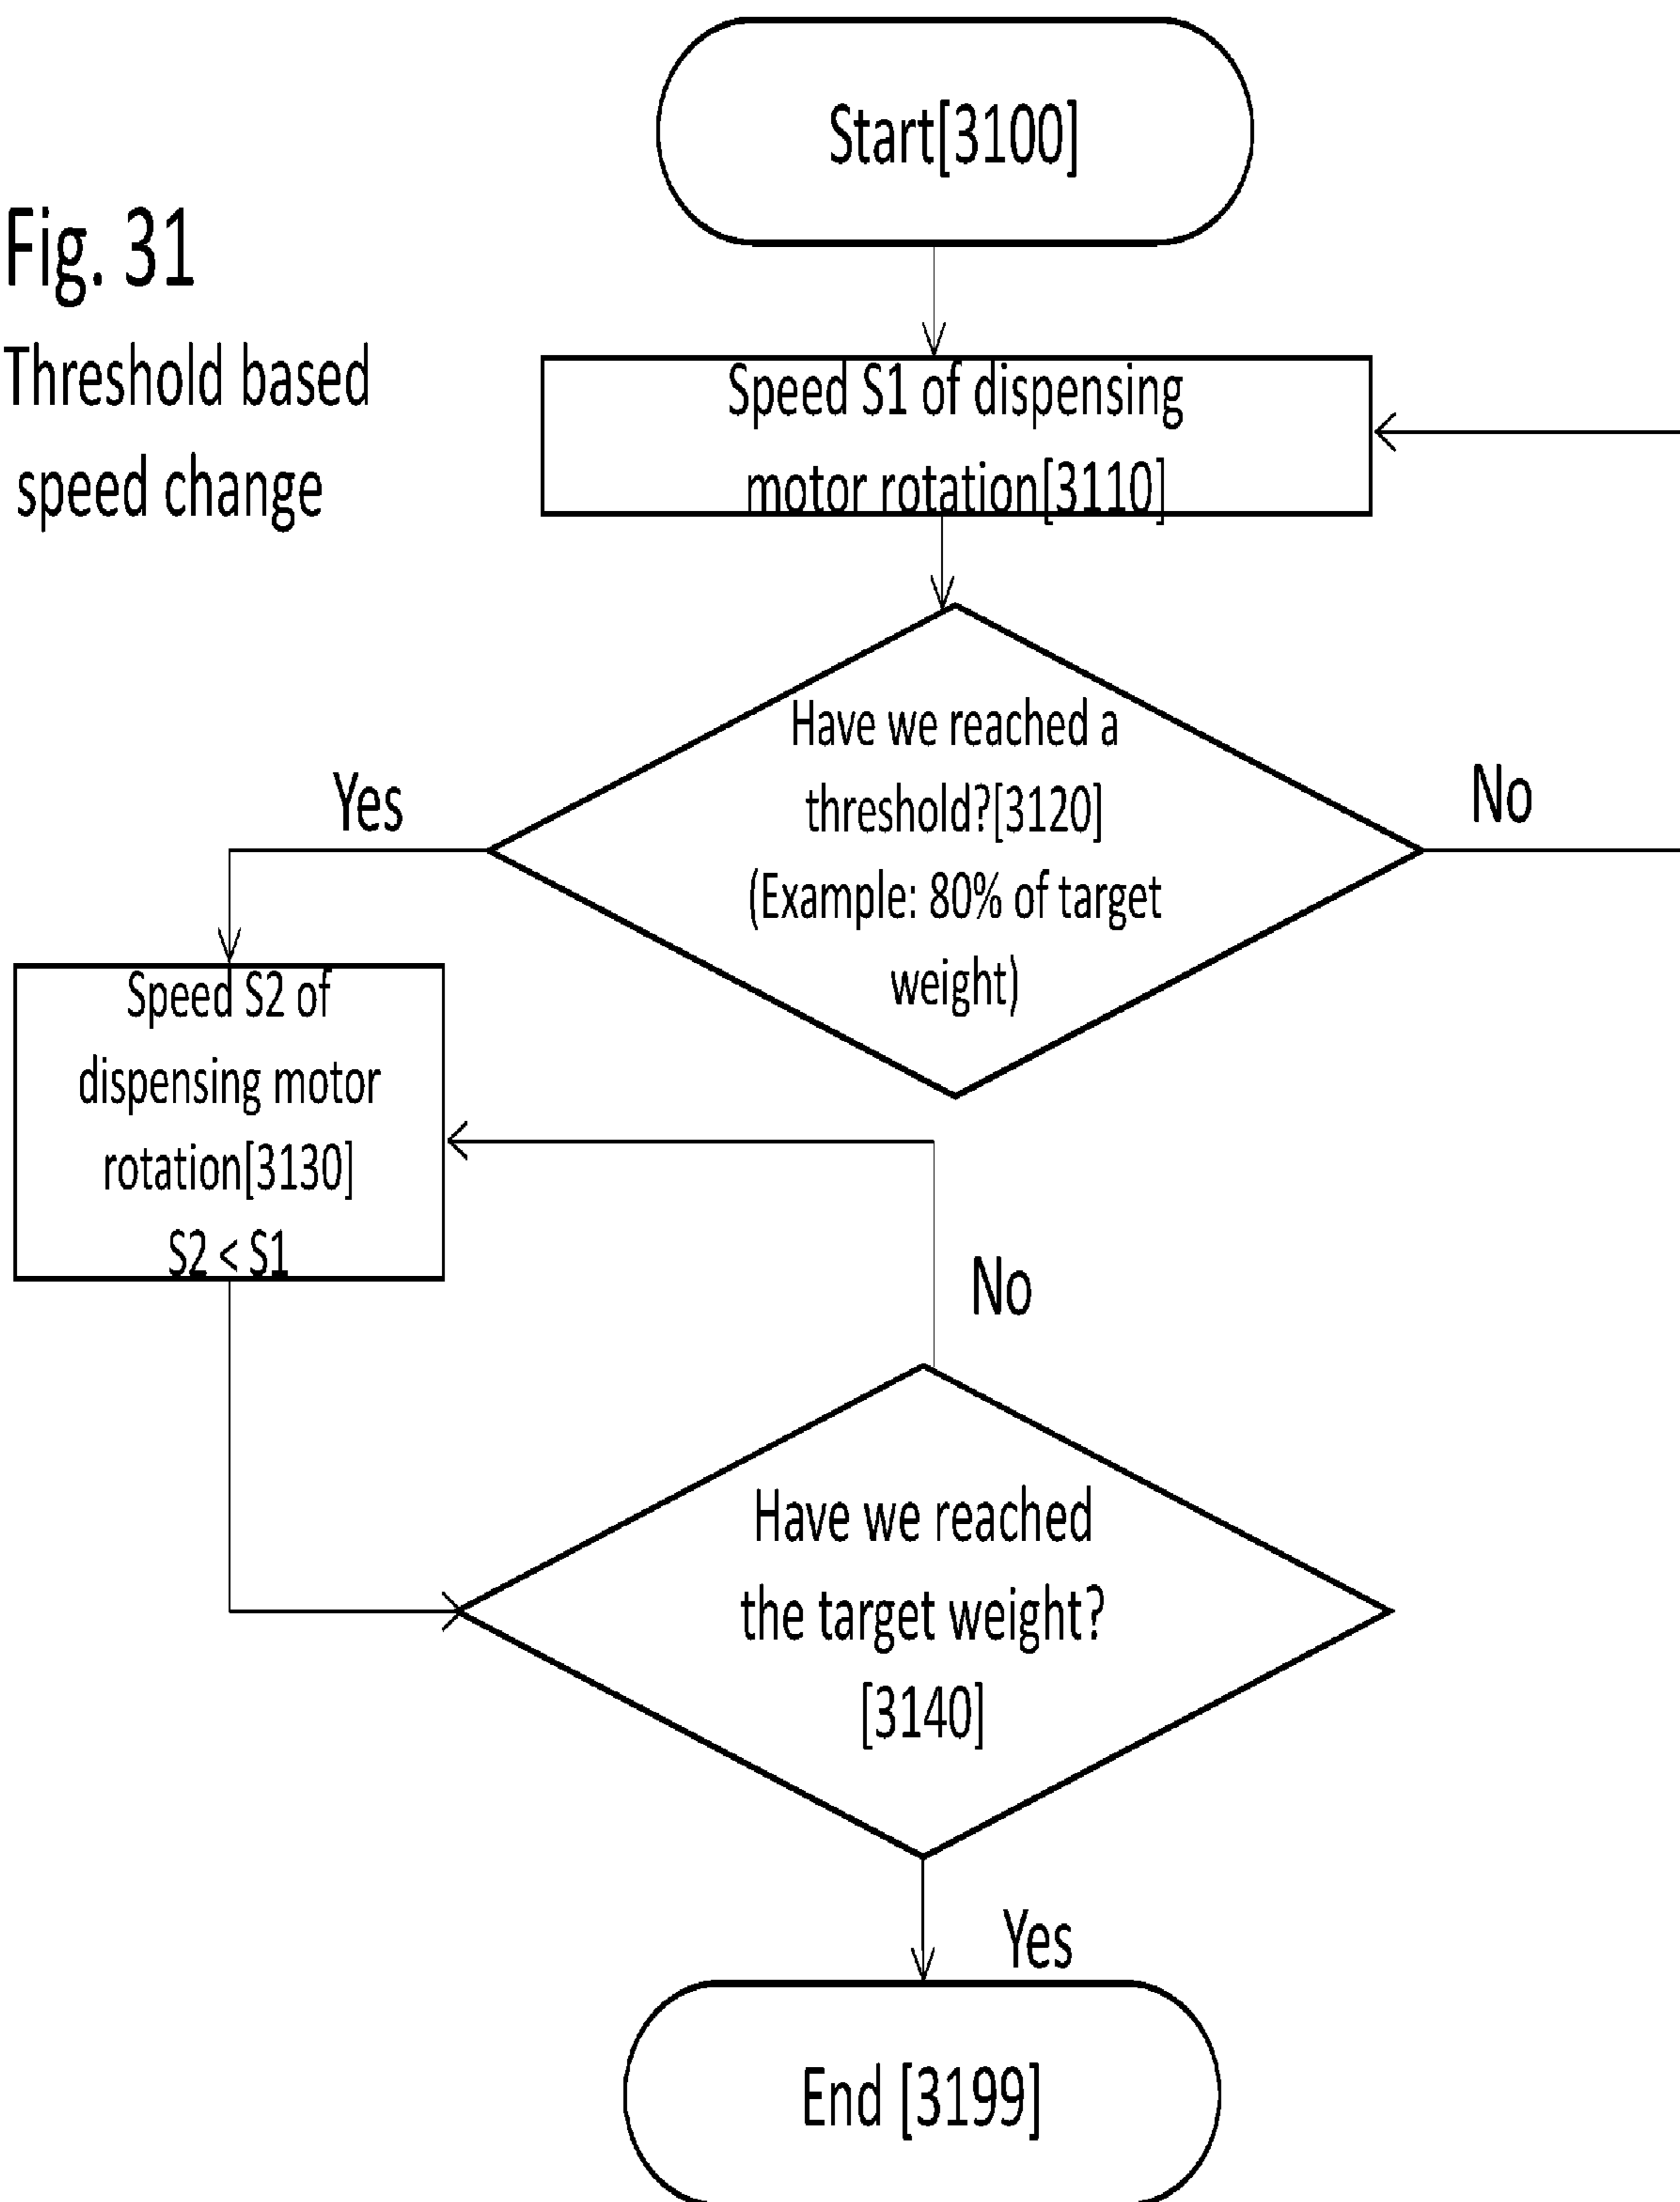 Start[3100]
Fig. 31
Threshold based
speed change
Speed S1 of dispensing
motor rotation[3110]
Have we reached a
threshold?[3120]
(Example: 80% of target
weight)
Yes
No
Speed S2 of
dispensing motor
rotation[3130]
S2 < S1
No
Have we reached
the target weight?
[3140]
Yes
End [3199]